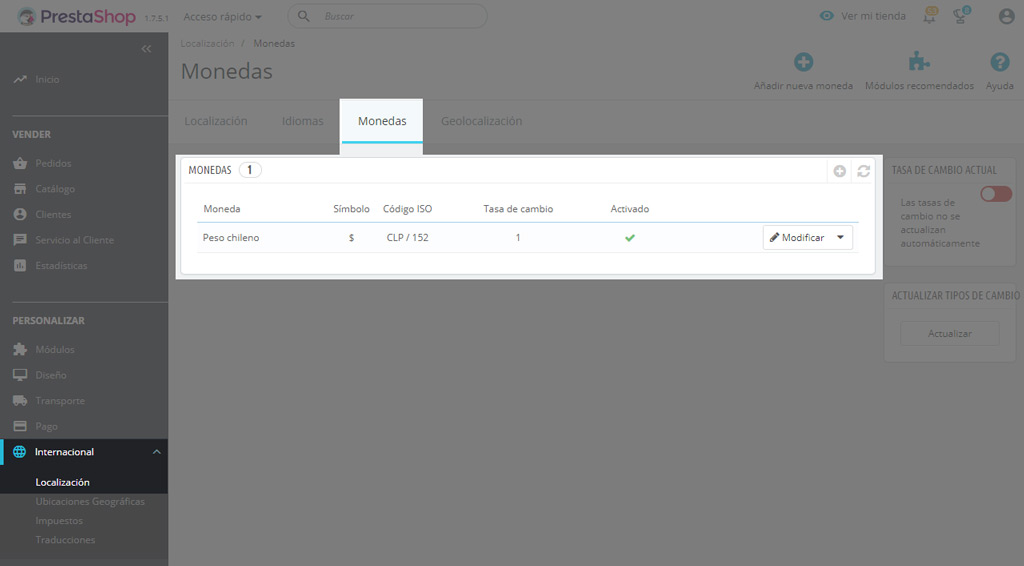 PrestaShop 1.7.5.1 Acceso rápido Buscar Ver mi tienda
Localización / Monedas
Monedas
Añadir nueva moneda Módulos recomendados Ayuda
Localización Idiomas Monedas Geolocalización
Inicio
VENDER
Pedidos
Catálogo
Clientes
Servicio al Cliente
Estadísticas
PERSONALIZAR
Módulos
Diseño
Transporte
Pago
Internacional
Localización
Ubicaciones Geográficas
Impuestos
Traducciones
MONEDAS 1
Moneda Símbolo Código ISO Tasa de cambio Activado
Peso chileno $ CLP / 152 1 Modificar
TASA DE CAMBIO ACTUAL
Las tasas de
cambio no se
actualizan
automáticamente
ACTUALIZAR TIPOS DE CAMBIO
Actualizar